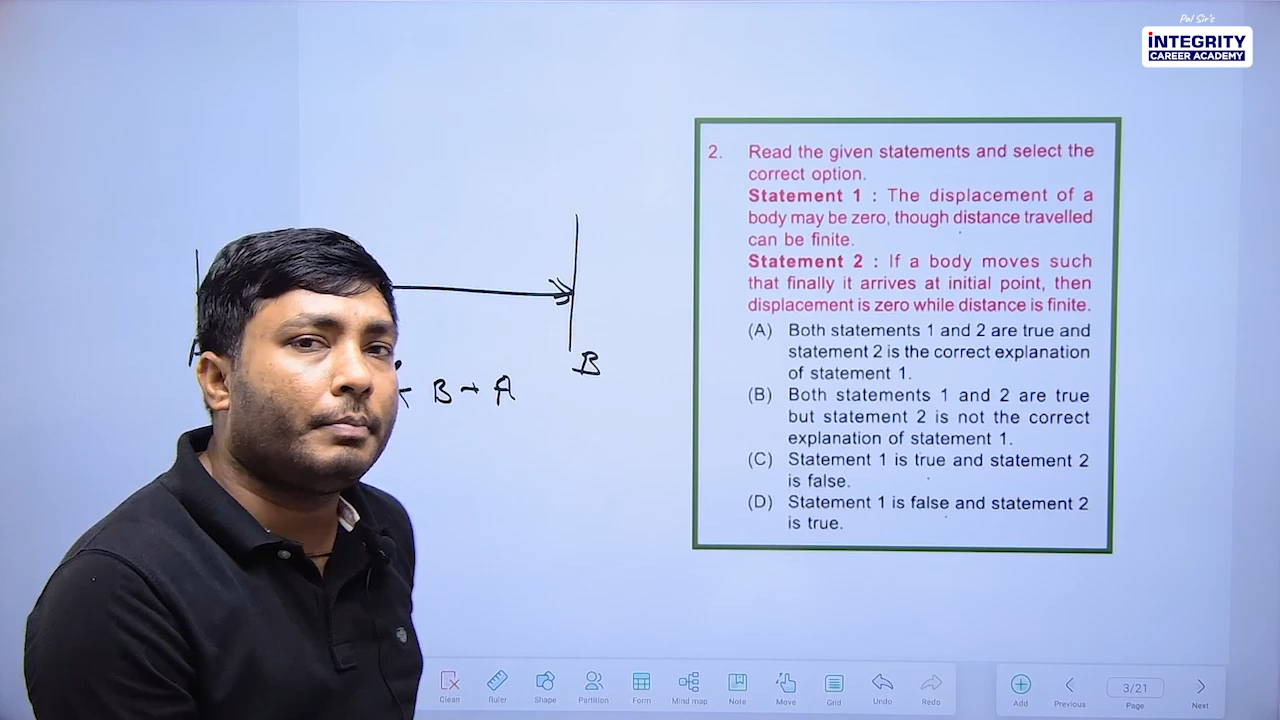 Pal Sir's
iNTEGRITY
CAREER ACADEMY
2. Read the given statements and select the
correct option.
Statement 1 : The displacement of a
body may be zero, though distance travelled
can be finite.
Statement 2 : If a body moves such
that finally it arrives at initial point, then
displacement is zero while distance is finite.
(A) Both statements 1 and 2 are true and
statement 2 is the correct explanation
of statement 1.
(B) Both statements 1 and 2 are true
but statement 2 is not the correct
explanation of statement 1.
(C) Statement 1 is true and statement 2
is false.
(D) Statement 1 is false and statement 2
is true.
B
B → A
Clean Ruler Shape Partition Form Mind map Note Move Grid Undo Redo
Add Previous 3/21 Page Next